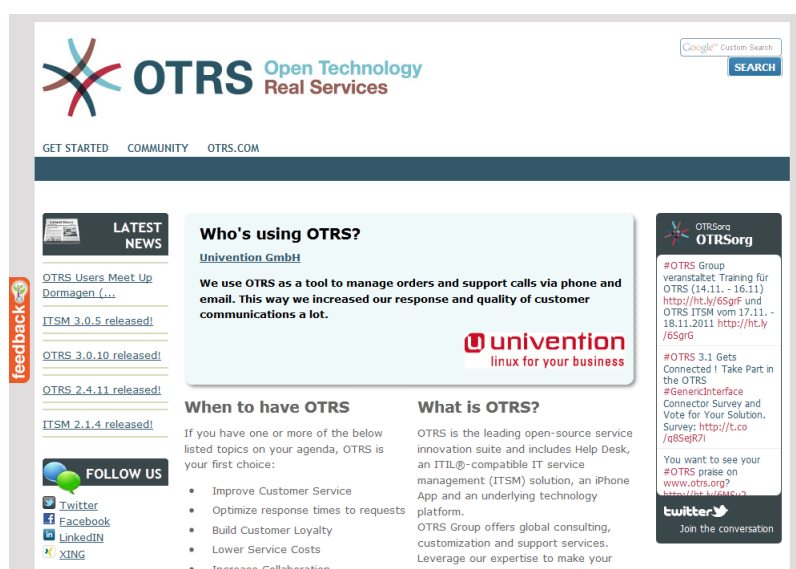 OTRS Open Technology
Real Services
Google™ Custom Search
SEARCH
GET STARTED COMMUNITY OTRS.COM
feedback
LATEST
NEWS
OTRS Users Meet Up
Dormagen (...
ITSM 3.0.5 released!
OTRS 3.0.10 released!
OTRS 2.4.11 released!
ITSM 2.1.4 released!
FOLLOW US
Twitter
Facebook
LinkedIN
XING
Who's using OTRS?
Univention GmbH
We use OTRS as a tool to manage orders and support calls via phone and
email. This way we increased our response and quality of customer
communications a lot.
univention
linux for your business
When to have OTRS
If you have one or more of the below
listed topics on your agenda, OTRS is
your first choice:
Improve Customer Service
Optimize response times to requests
Build Customer Loyalty
Lower Service Costs
Increase Collaboration
What is OTRS?
OTRS is the leading open-source service
innovation suite and includes Help Desk,
an ITIL®-compatible IT service
management (ITSM) solution, an iPhone
App and an underlying technology
platform.
OTRS Group offers global consulting,
customization and support services.
Leverage our expertise to make your
OTRSorg
OTRSorg
#OTRS Group
veranstaltet Training für
OTRS (14.11. - 16.11)
http://ht.ly/6SgrF und
OTRS ITSM vom 17.11. -
18.11.2011 http://ht.ly
/6SgrG
#OTRS 3.1 Gets
Connected ! Take Part in
the OTRS
#GenericInterface
Connector Survey and
Vote for Your Solution.
Survey: http://t.co
/q8SejR7i
You want to see your
#OTRS praise on
www.otrs.org?
twitter
Join the conversation